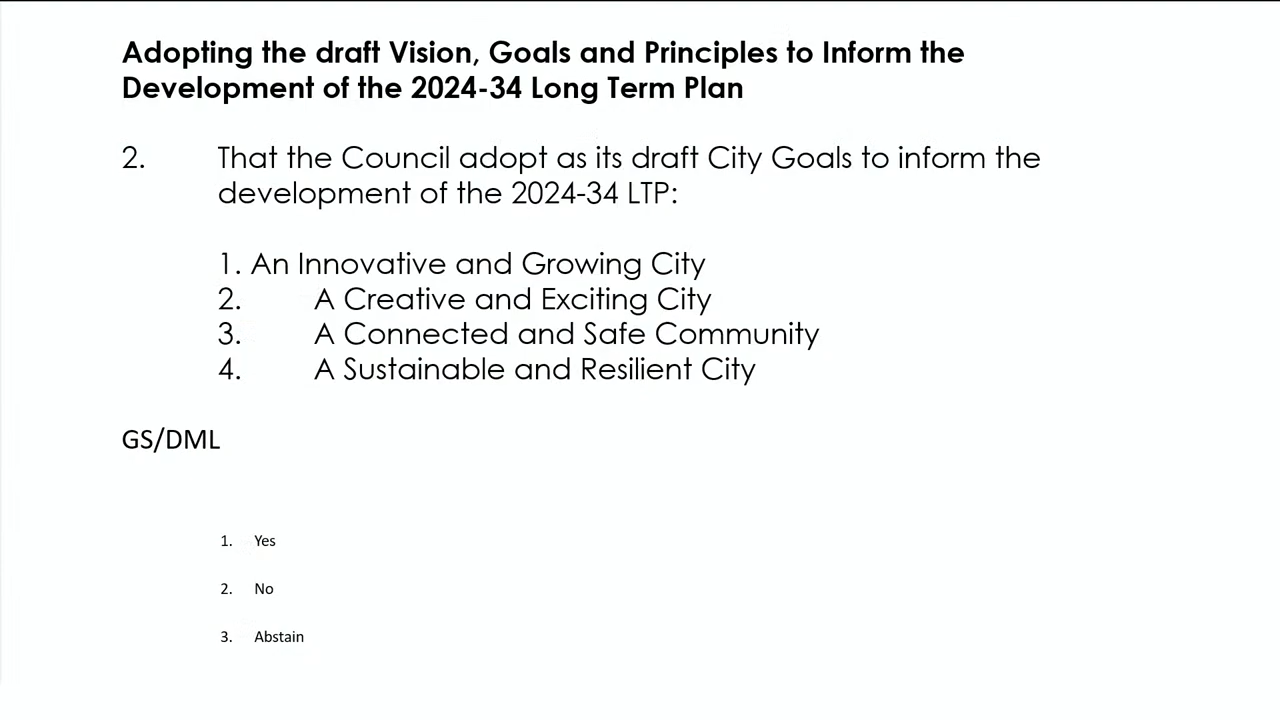 Adopting the draft Vision, Goals and Principles to Inform the
Development of the 2024-34 Long Term Plan
2. That the Council adopt as its draft City Goals to inform the
development of the 2024-34 LTP:
1. An Innovative and Growing City
2. A Creative and Exciting City
3. A Connected and Safe Community
4. A Sustainable and Resilient City
GS/DML
1. Yes
2. No
3. Abstain